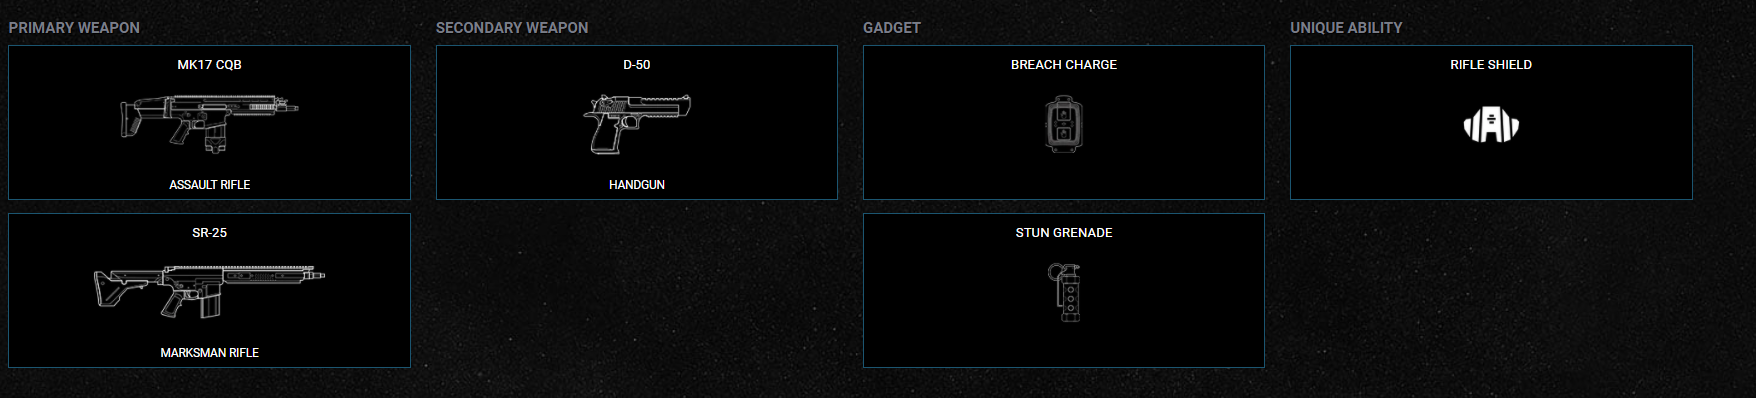 PRIMARY WEAPON
MK17 CQB
ASSAULT RIFLE
SR-25
MARKSMAN RIFLE
SECONDARY WEAPON
D-50
HANDGUN
GADGET
BREACH CHARGE
STUN GRENADE
UNIQUE ABILITY
RIFLE SHIELD